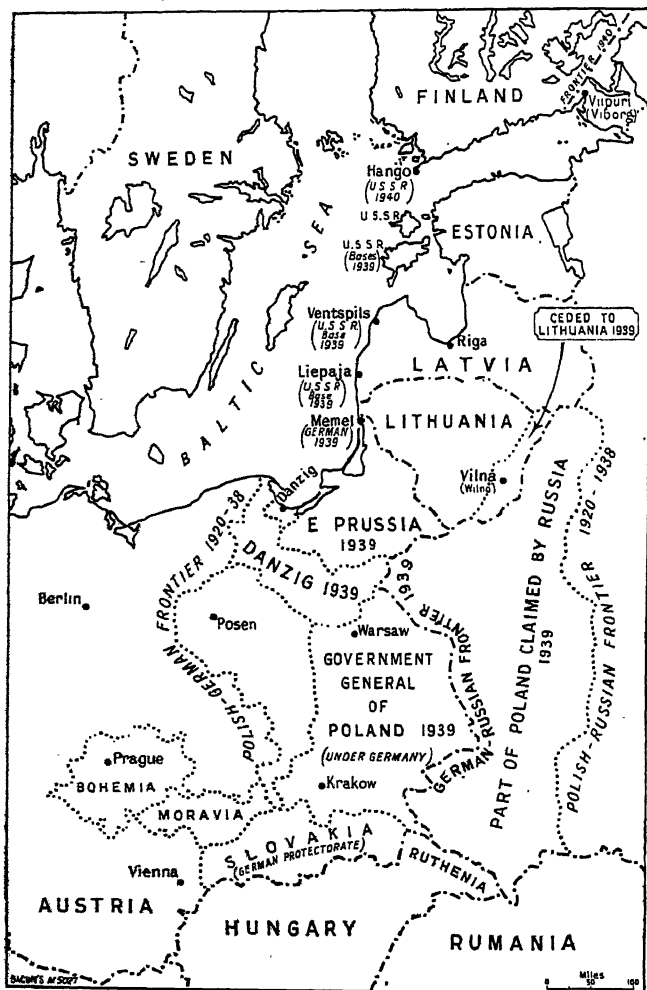 FINLAND
FRONTIER 1940
Viipuri
(Viborg)
SWEDEN
Hango
(USSR
1940)
U S.S.R
U.S.S R
(Bases
1939)
ESTONIA
BALTIC SEA
Ventspils
(U.S.S R
Base
1939)
Riga
CEDED TO
LITHUANIA 1939
LATVIA
Liepaja
(U.S S R
Base
1939)
LITHUANIA
Memel
(GERMAN
1939)
Vilna
(Wilno)
Danzig
E PRUSSIA
1939
DANZIG 1939
POLISH-GERMAN FRONTIER 1920-38
1939
GERMAN-RUSSIAN FRONTIER
PART OF POLAND CLAIMED BY RUSSIA
1939
POLISH-RUSSIAN FRONTIER 1920-1938
Berlin
Posen
Warsaw
GOVERNMENT
GENERAL
OF
POLAND 1939
(UNDER GERMANY)
Prague
BOHEMIA
Krakow
MORAVIA
SLOVAKIA
(GERMAN PROTECTORATE)
RUTHENIA
Vienna
AUSTRIA
HUNGARY
RUMANIA
Miles
0 50 100